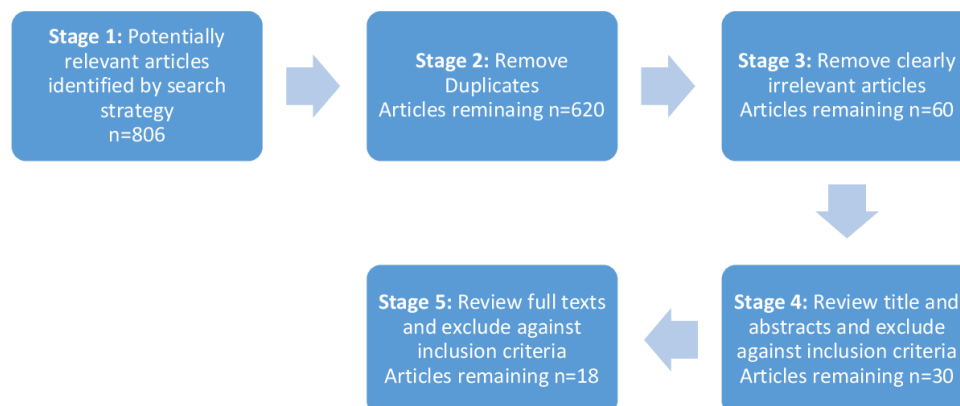 Stage 1: Potentially
relevant articles
identified by search
strategy
n=806
Stage 2: Remove
Duplicates
Articles reminaing n=620
Stage 3: Remove clearly
irrelevant articles
Articles remaining n=60
Stage 4: Review title and
abstracts and exclude
against inclusion criteria
Articles remaining n=30
Stage 5: Review full texts
and exclude against
inclusion criteria
Articles remaining n=18